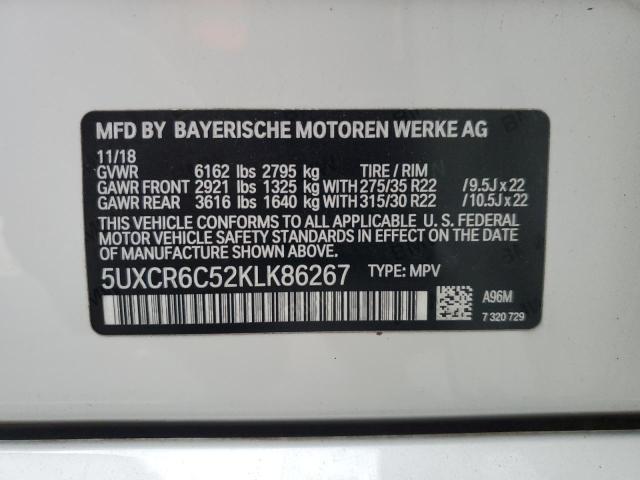 MFD BY BAYERISCHE MOTOREN WERKE AG
11/18
GVWR 6162 lbs 2795 kg TIRE / RIM
GAWR FRONT 2921 lbs 1325 kg WITH 275/35 R22 / 9.5J x 22
GAWR REAR 3616 lbs 1640 kg WITH 315/30 R22 / 10.5J x 22
THIS VEHICLE CONFORMS TO ALL APPLICABLE U. S. FEDERAL
MOTOR VEHICLE SAFETY STANDARDS IN EFFECT ON THE DATE
OF MANUFACTURE SHOWN ABOVE.
5UXCR6C52KLK86267 TYPE: MPV
A96M
7 320 729